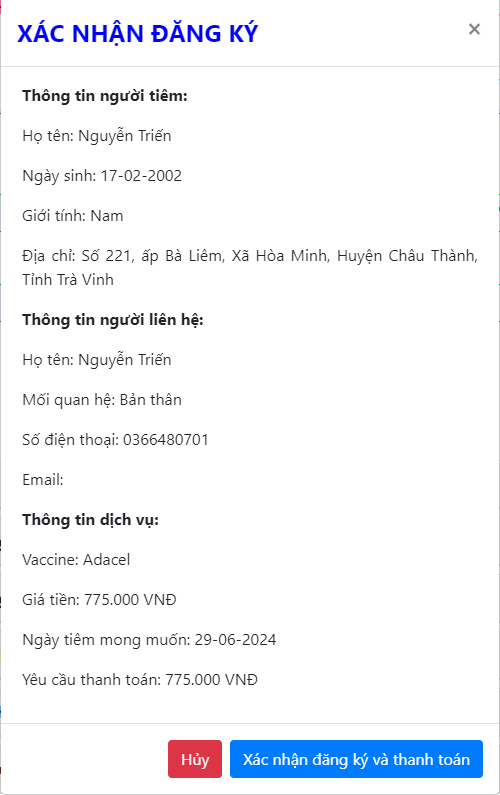 XÁC NHẬN ĐĂNG KÝ
×
Thông tin người tiêm:
Họ tên: Nguyễn Triến
Ngày sinh: 17-02-2002
Giới tính: Nam
Địa chỉ: Số 221, ấp Bà Liêm, Xã Hòa Minh, Huyện Châu Thành,
Tỉnh Trà Vinh
Thông tin người liên hệ:
Họ tên: Nguyễn Triến
Mối quan hệ: Bản thân
Số điện thoại: 0366480701
Email:
Thông tin dịch vụ:
Vaccine: Adacel
Giá tiền: 775.000 VNĐ
Ngày tiêm mong muốn: 29-06-2024
Yêu cầu thanh toán: 775.000 VNĐ
Hủy
Xác nhận đăng ký và thanh toán